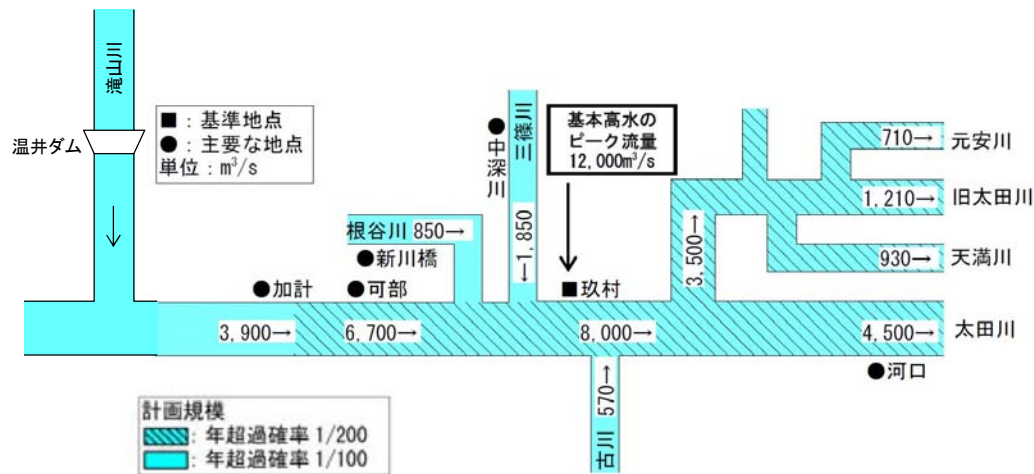 滝山川
温井ダム
■：基準地点
●：主要な地点
単位：m³/s
●中深川
三篠川
←1,850
基本高水の
ピーク流量
12,000m³/s
710→
元安川
1,210→
旧太田川
930→
天満川
3,500→
根谷川 850→
●新川橋
●加計
●可部
■玖村
3,900→
6,700→
8,000→
4,500→
太田川
●河口
古川 570→
計画規模
：年超過確率 1/200
：年超過確率 1/100